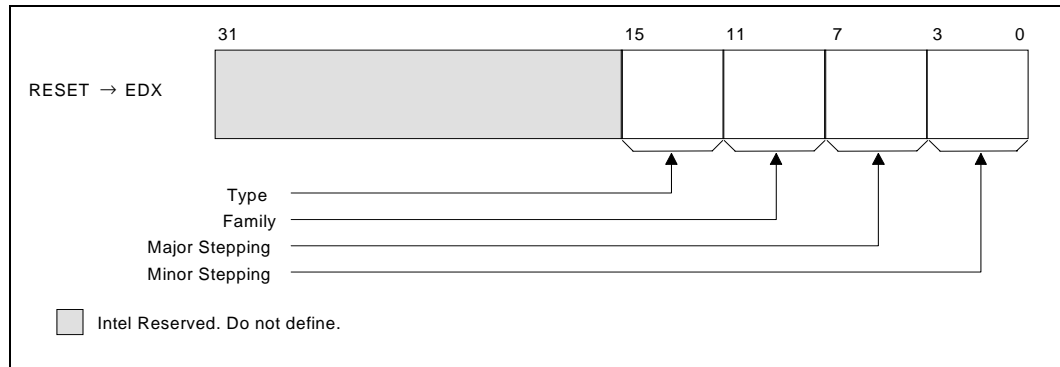 31 15 11 7 3 0
RESET → EDX
Type
Family
Major Stepping
Minor Stepping
Intel Reserved. Do not define.